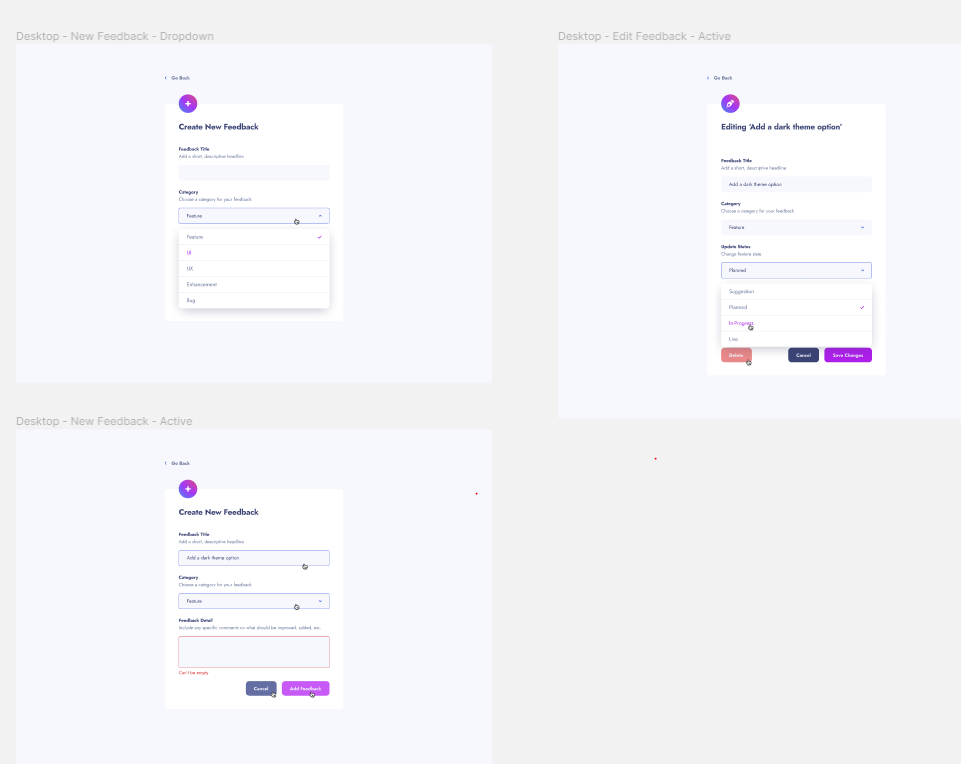 Desktop - New Feedback - Dropdown
Go Back
Create New Feedback
Feedback Title
Add a short, descriptive headline
Category
Choose a category for your feedback
Feature
Feature
UI
UX
Enhancement
Bug
Desktop - Edit Feedback - Active
Go Back
Editing ‘Add a dark theme option’
Feedback Title
Add a short, descriptive headline
Add a dark theme option
Category
Choose a category for your feedback
Feature
Update Status
Change feature state
Planned
Suggestion
Planned
In-Progress
Live
Delete
Cancel
Save Changes
Desktop - New Feedback - Active
Go Back
Create New Feedback
Feedback Title
Add a short, descriptive headline
Add a dark theme option
Category
Choose a category for your feedback
Feature
Feedback Detail
Include any specific comments on what should be improved, added, etc.
Can't be empty
Cancel
Add Feedback